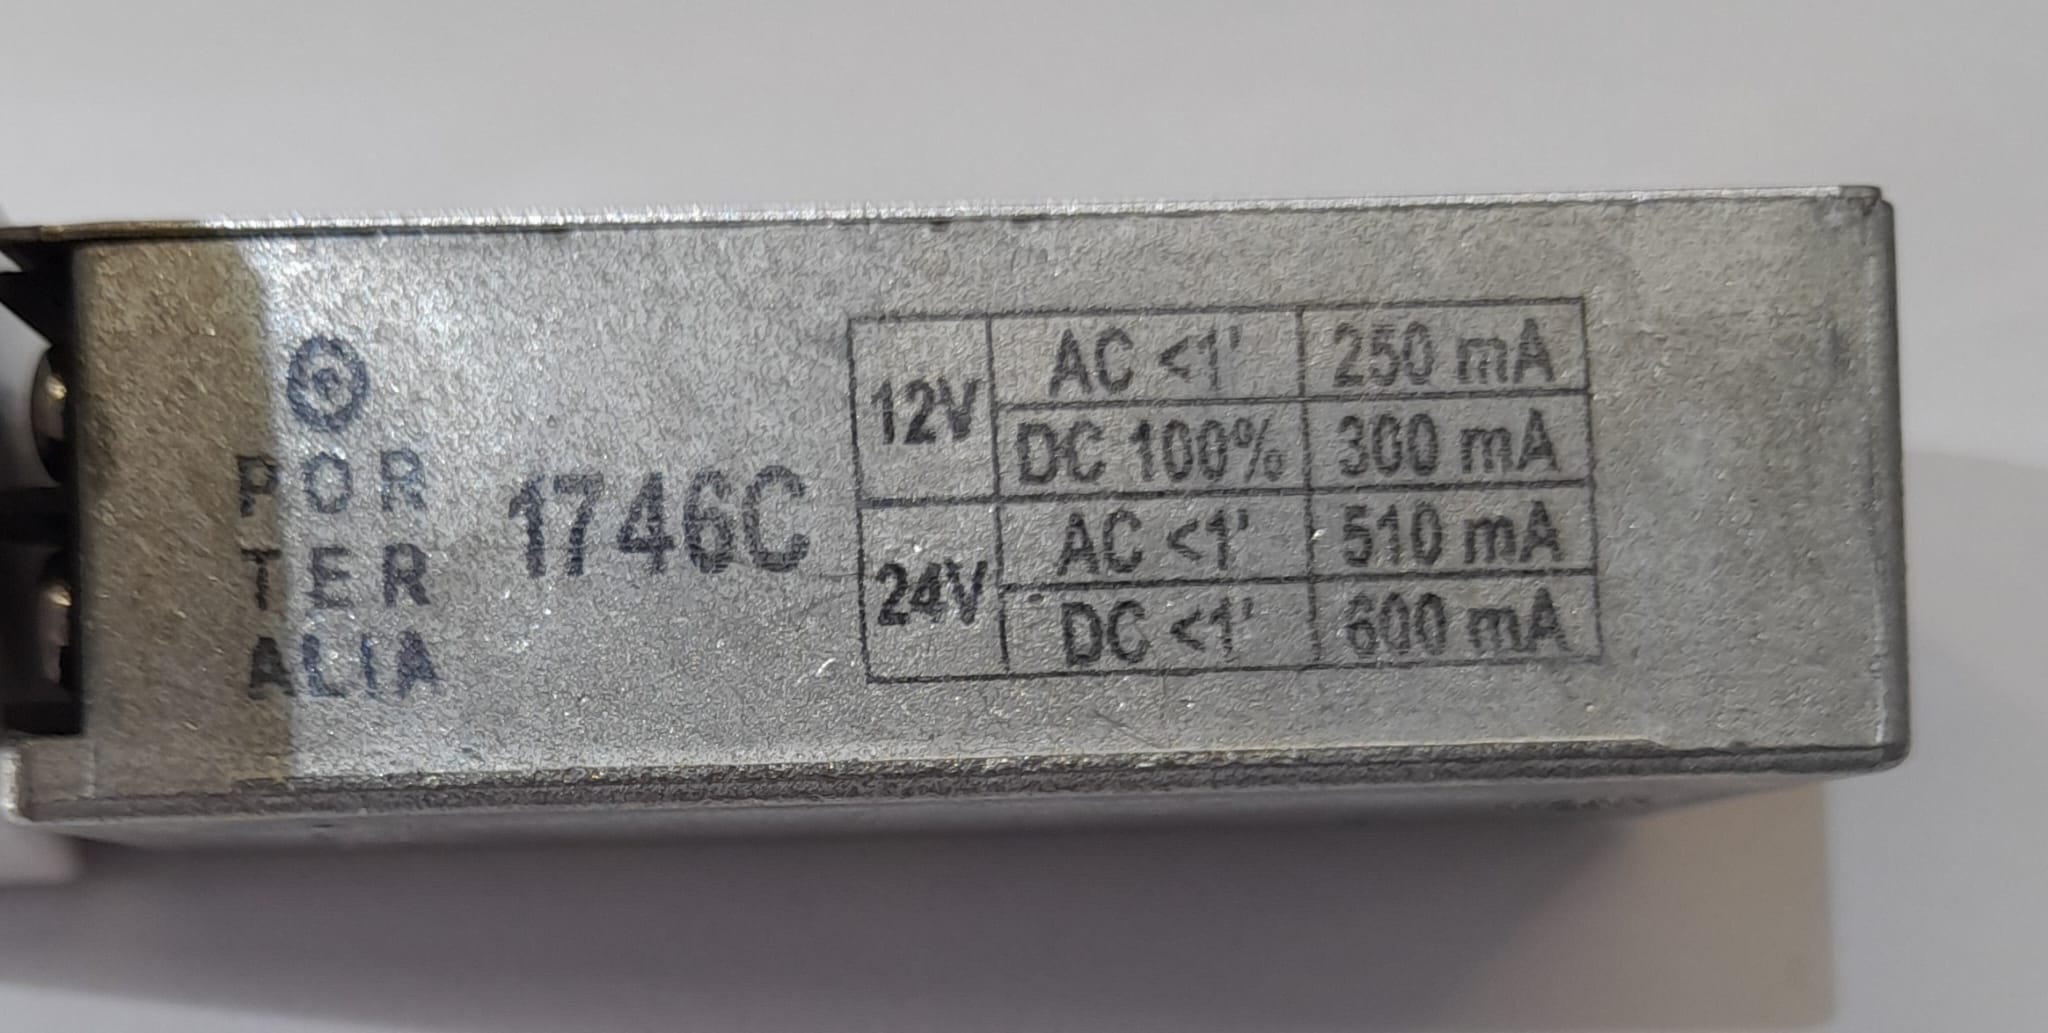 POR
TER
ALIA
1746C
12V AC <1' 250 mA
DC 100% 300 mA
24V AC <1' 510 mA
DC <1' 600 mA